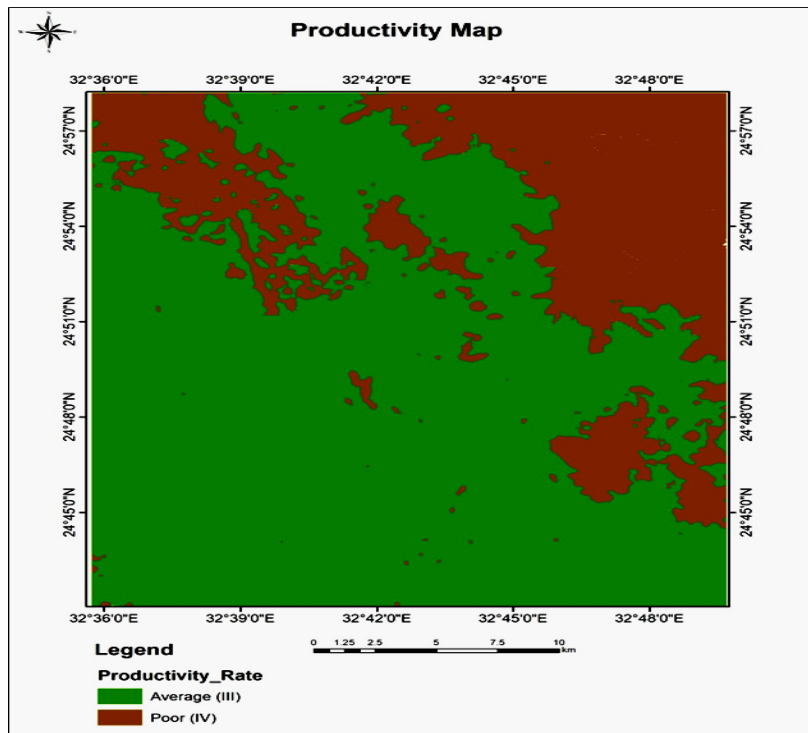 Productivity Map
32°36'0"E 32°39'0"E 32°42'0"E 32°45'0"E 32°48'0"E
24°57'0"N 24°57'0"N
24°54'0"N 24°54'0"N
24°51'0"N 24°51'0"N
24°48'0"N 24°48'0"N
24°45'0"N 24°45'0"N
32°36'0"E 32°39'0"E 32°42'0"E 32°45'0"E 32°48'0"E
Legend
0 1.25 2.5 5 7.5 10
km
Productivity_Rate
Average (III)
Poor (IV)